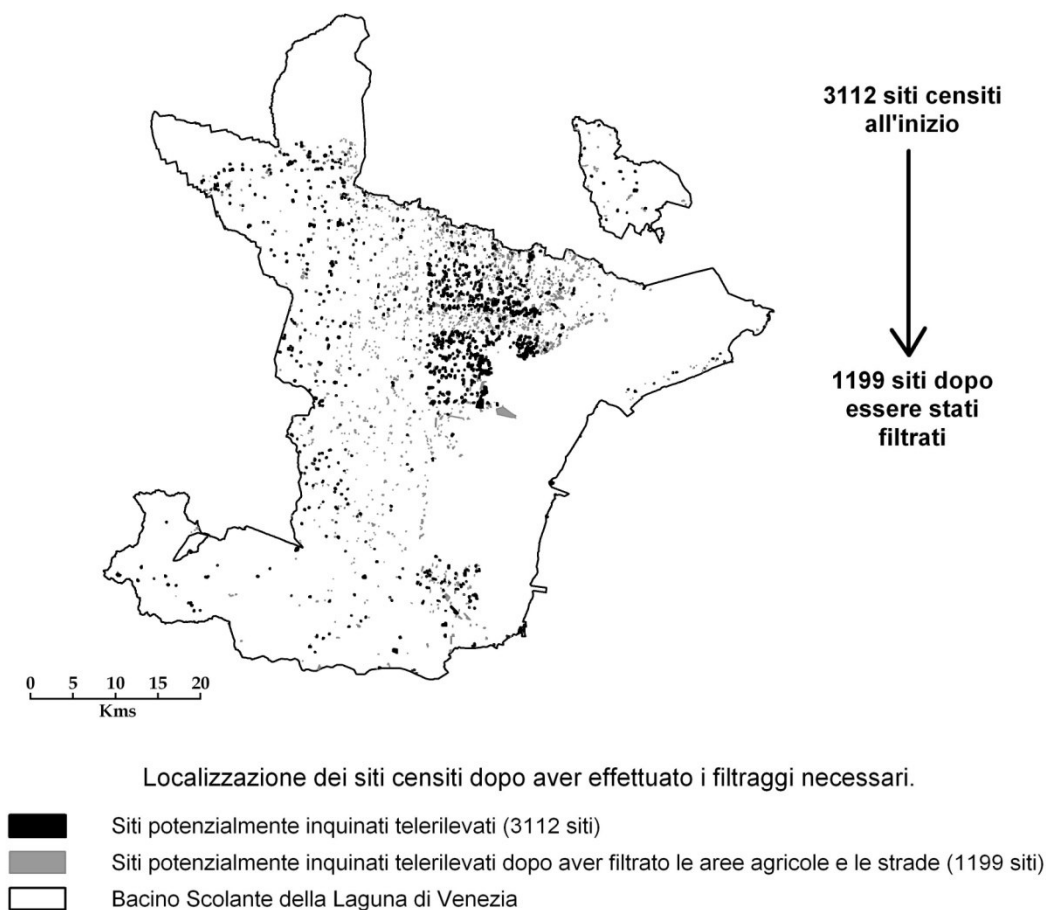 3112 siti censiti
all'inizio
1199 siti dopo
essere stati
filtrati
0 5 10 15 20
Kms
Localizzazione dei siti censiti dopo aver effettuato i filtraggi necessari.
Siti potenzialmente inquinati telerilevati (3112 siti)
Siti potenzialmente inquinati telerilevati dopo aver filtrato le aree agricole e le strade (1199 siti)
Bacino Scolante della Laguna di Venezia